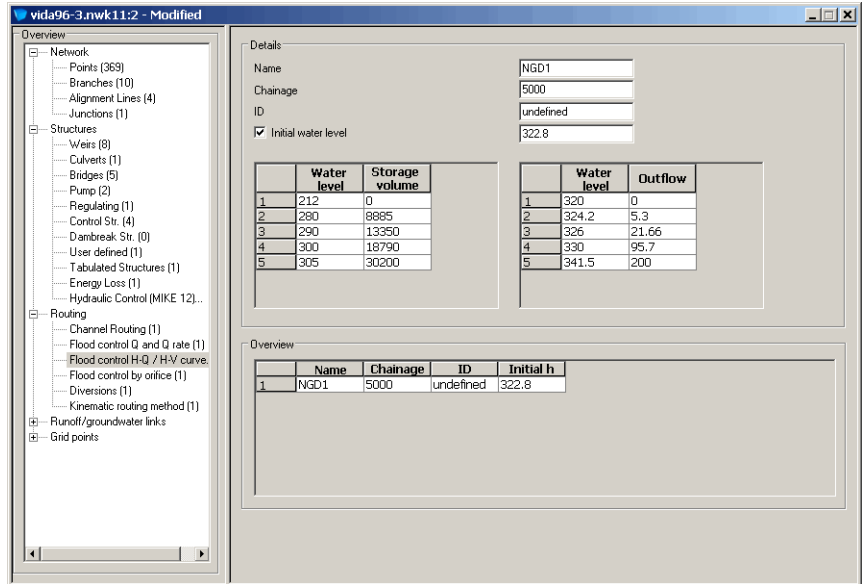 vida96-3.nwk11:2 - Modified
Overview
Network
Points (369)
Branches (10)
Alignment Lines (4)
Junctions (1)
Structures
Weirs (8)
Culverts (1)
Bridges (5)
Pump (2)
Regulating (1)
Control Str. (4)
Dambreak Str. (0)
User defined (1)
Tabulated Structures (1)
Energy Loss (1)
Hydraulic Control (MIKE 12)...
Routing
Channel Routing (1)
Flood control Q and Q rate (1)
Flood control H-Q / H-V curve.
Flood control by orifice (1)
Diversions (1)
Kinematic routing method (1)
Runoff/groundwater links
Grid points
Details
Name NGD1
Chainage 5000
ID undefined
Initial water level 322.8
Water level Storage volume
1 212 0
2 280 8885
3 290 13350
4 300 18790
5 305 30200
Water level Outflow
1 320 0
2 324.2 5.3
3 326 21.66
4 330 95.7
5 341.5 200
Overview
Name Chainage ID Initial h
1 NGD1 5000 undefined 322.8